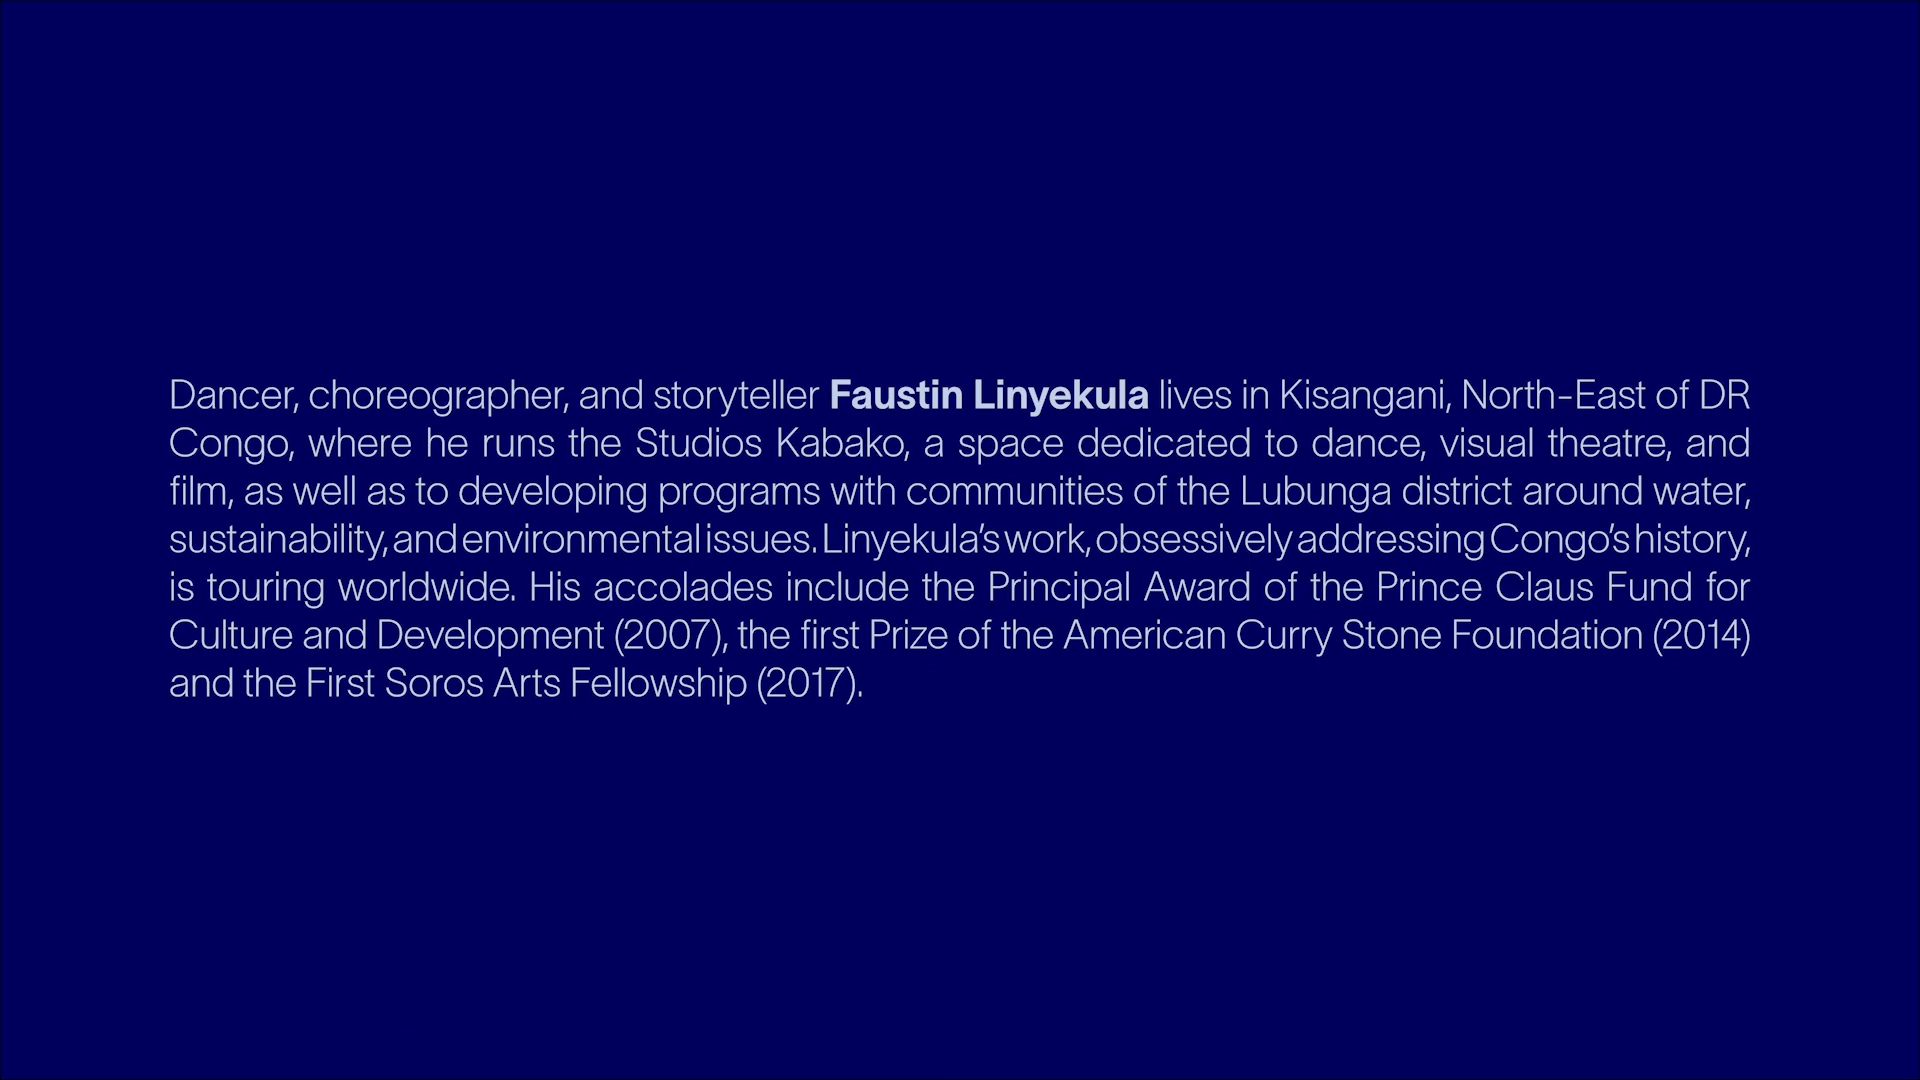 Dancer, choreographer, and storyteller Faustin Linyekula lives in Kisangani, North-East of DR
Congo, where he runs the Studios Kabako, a space dedicated to dance, visual theatre, and
film, as well as to developing programs with communities of the Lubunga district around water,
sustainability, and environmental issues. Linyekula’s work, obsessively addressing Congo’s history,
is touring worldwide. His accolades include the Principal Award of the Prince Claus Fund for
Culture and Development (2007), the first Prize of the American Curry Stone Foundation (2014)
and the First Soros Arts Fellowship (2017).